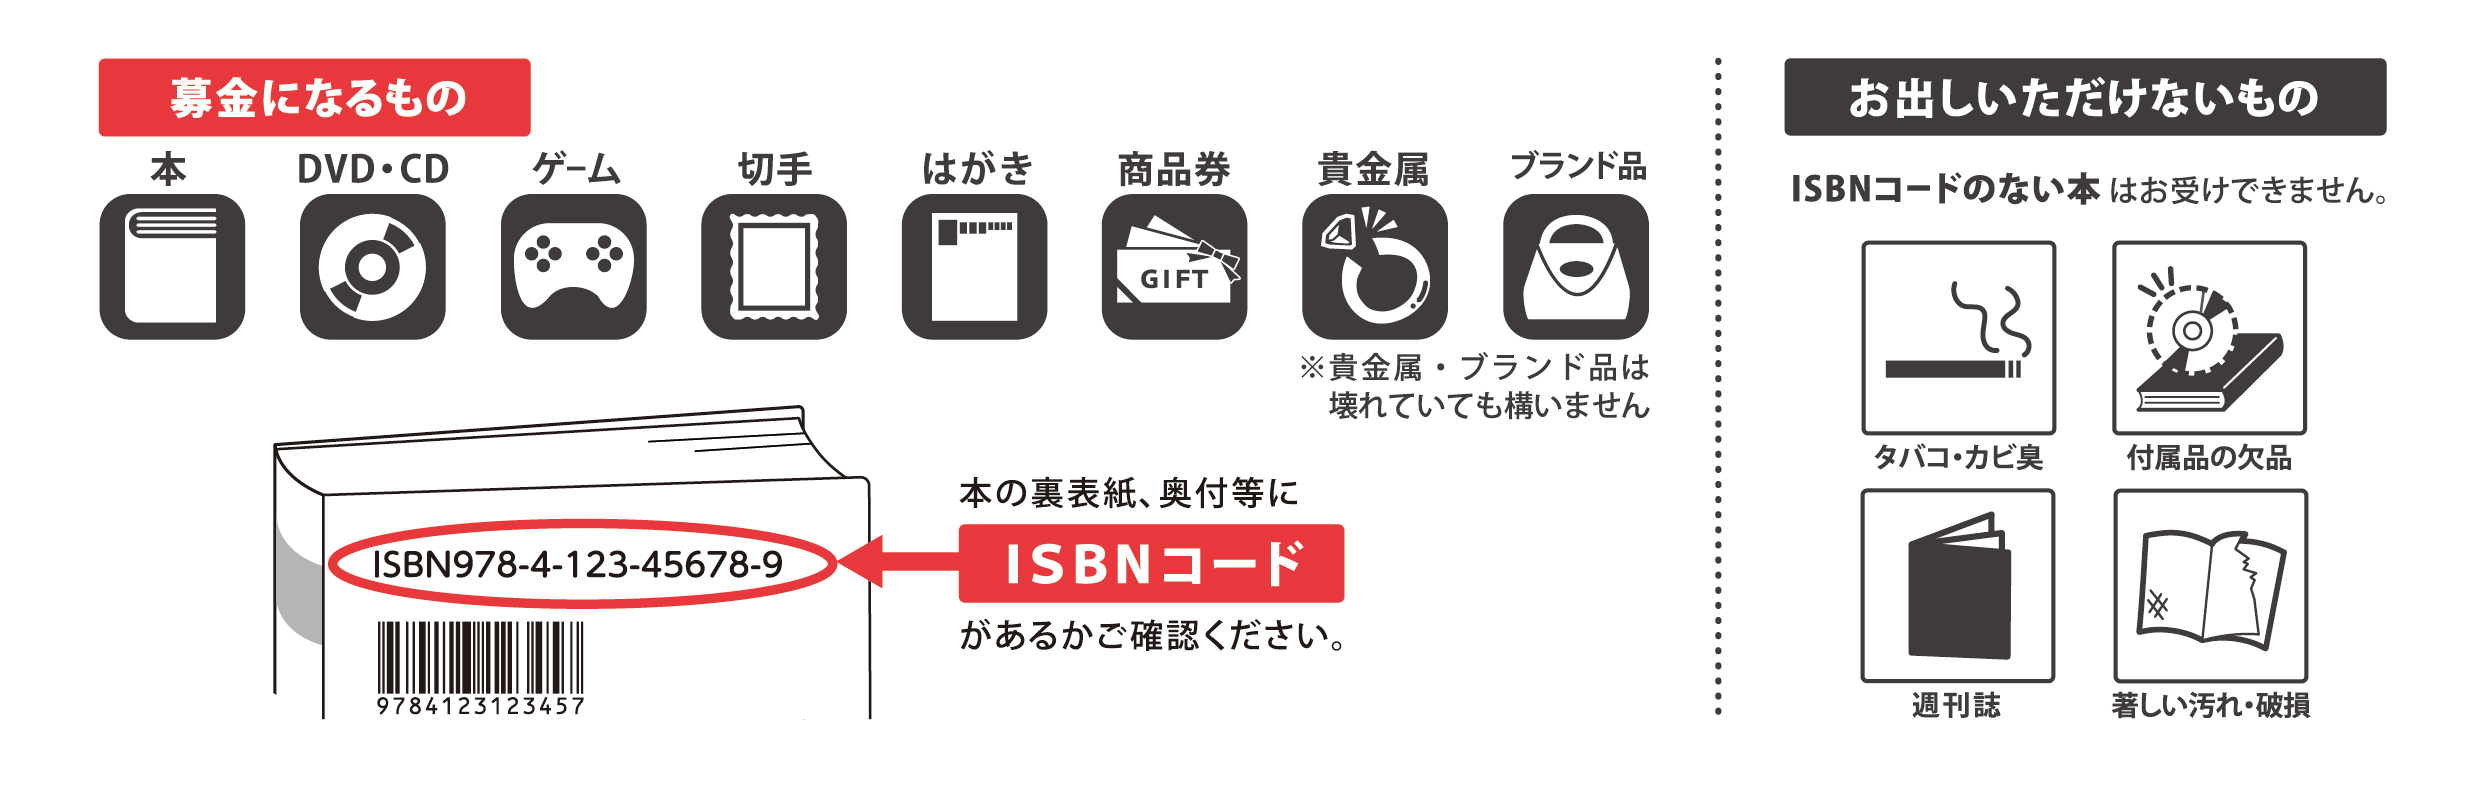 募金になるもの
本
DVD・CD
ゲーム
切手
はがき
商品券
貴金属
ブランド品
GIFT
※貴金属・ブランド品は
壊れていても構いません
ISBN978-4-123-45678-9
9784123123457
本の裏表紙、奥付等に
ISBNコード
があるかご確認ください。
お出しいただけないもの
ISBNコードのない本 はお受けできません。
タバコ・カビ臭
付属品の欠品
週刊誌
著しい汚れ・破損